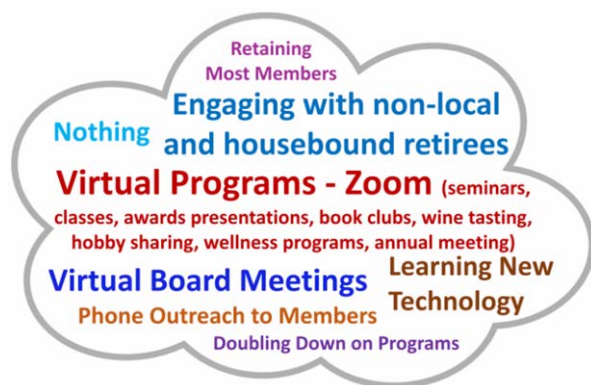 Retaining
Most Members
Engaging with non-local
Nothing
and housebound retirees
Virtual Programs - Zoom (seminars,
classes, awards presentations, book clubs, wine tasting,
hobby sharing, wellness programs, annual meeting)
Virtual Board Meetings
Learning New
Technology
Phone Outreach to Members
Doubling Down on Programs